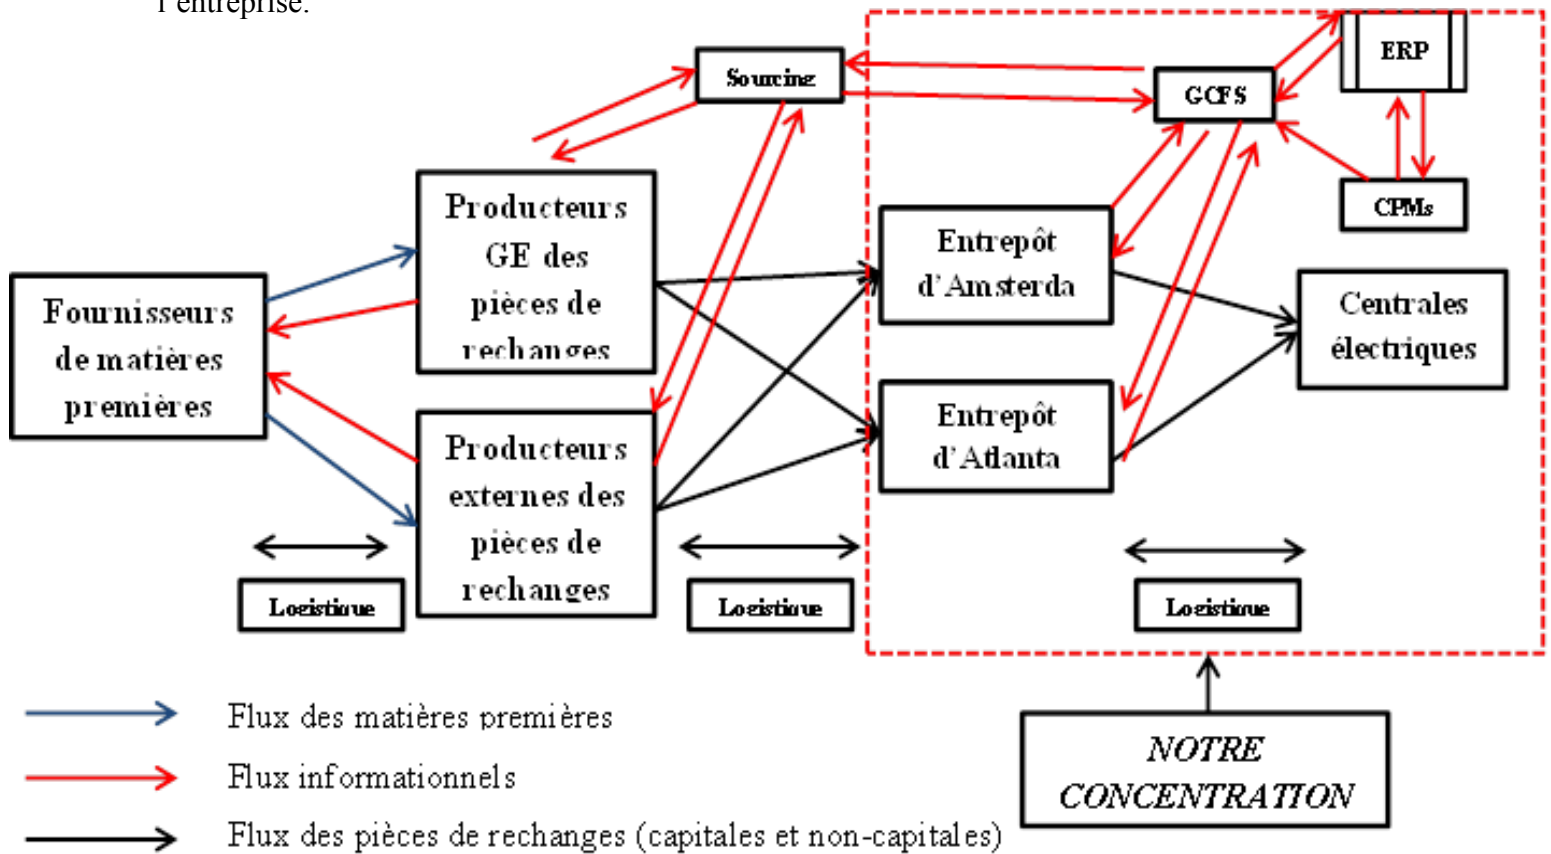 l'entreprise.
Sourcing
GCFS
ERP
CPMs
Producteurs
GE des
pièces de
rechanges
Fournisseurs
de matières
premières
Producteurs
externes des
pièces de
rechanges
Entrepôt
d'Amsterda
Entrepôt
d'Atlanta
Centrales
électriques
Logistique
Logistique
Logistique
Flux des matières premières
Flux informationnels
Flux des pièces de rechanges (capitales et non-capitales)
NOTRE
CONCENTRATION